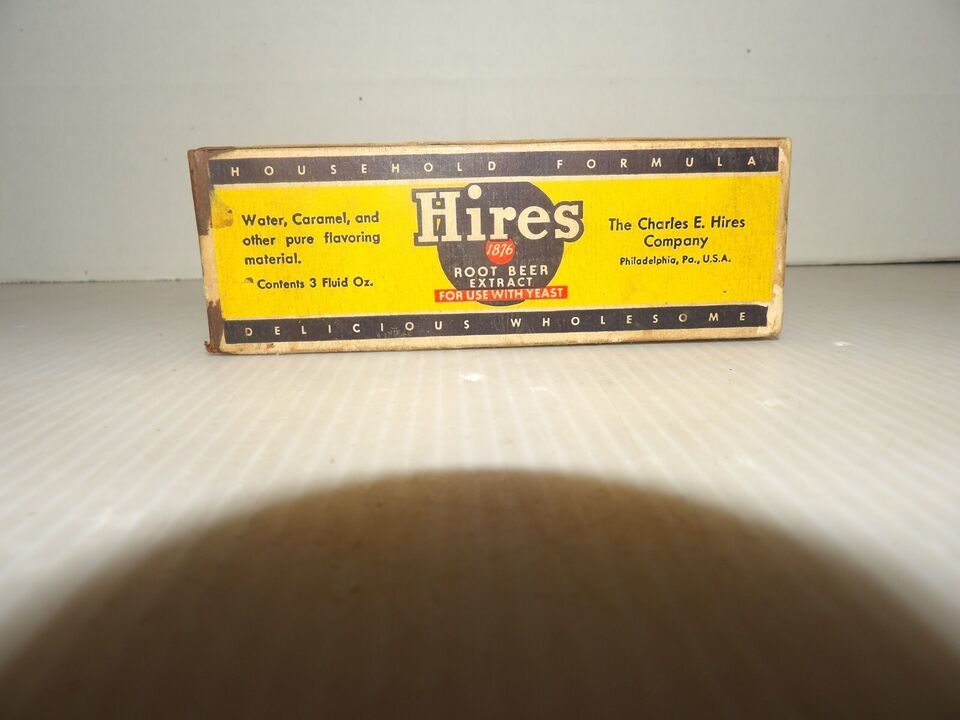 HOUSEHOLD FORMULA
Water, Caramel, and
other pure flavoring
material.
Contents 3 Fluid Oz.
Hires
1876
ROOT BEER
EXTRACT
FOR USE WITH YEAST
The Charles E. Hires
Company
Philadelphia, Pa., U.S.A.
DELICIOUS WHOLESOME